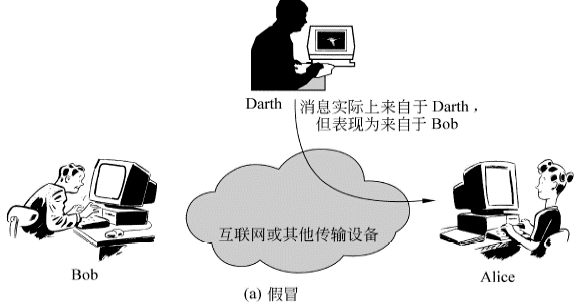 Darth
消息实际上来自于 Darth，
但表现为来自于 Bob
互联网或其他传输设备
Bob
Alice
(a) 假冒